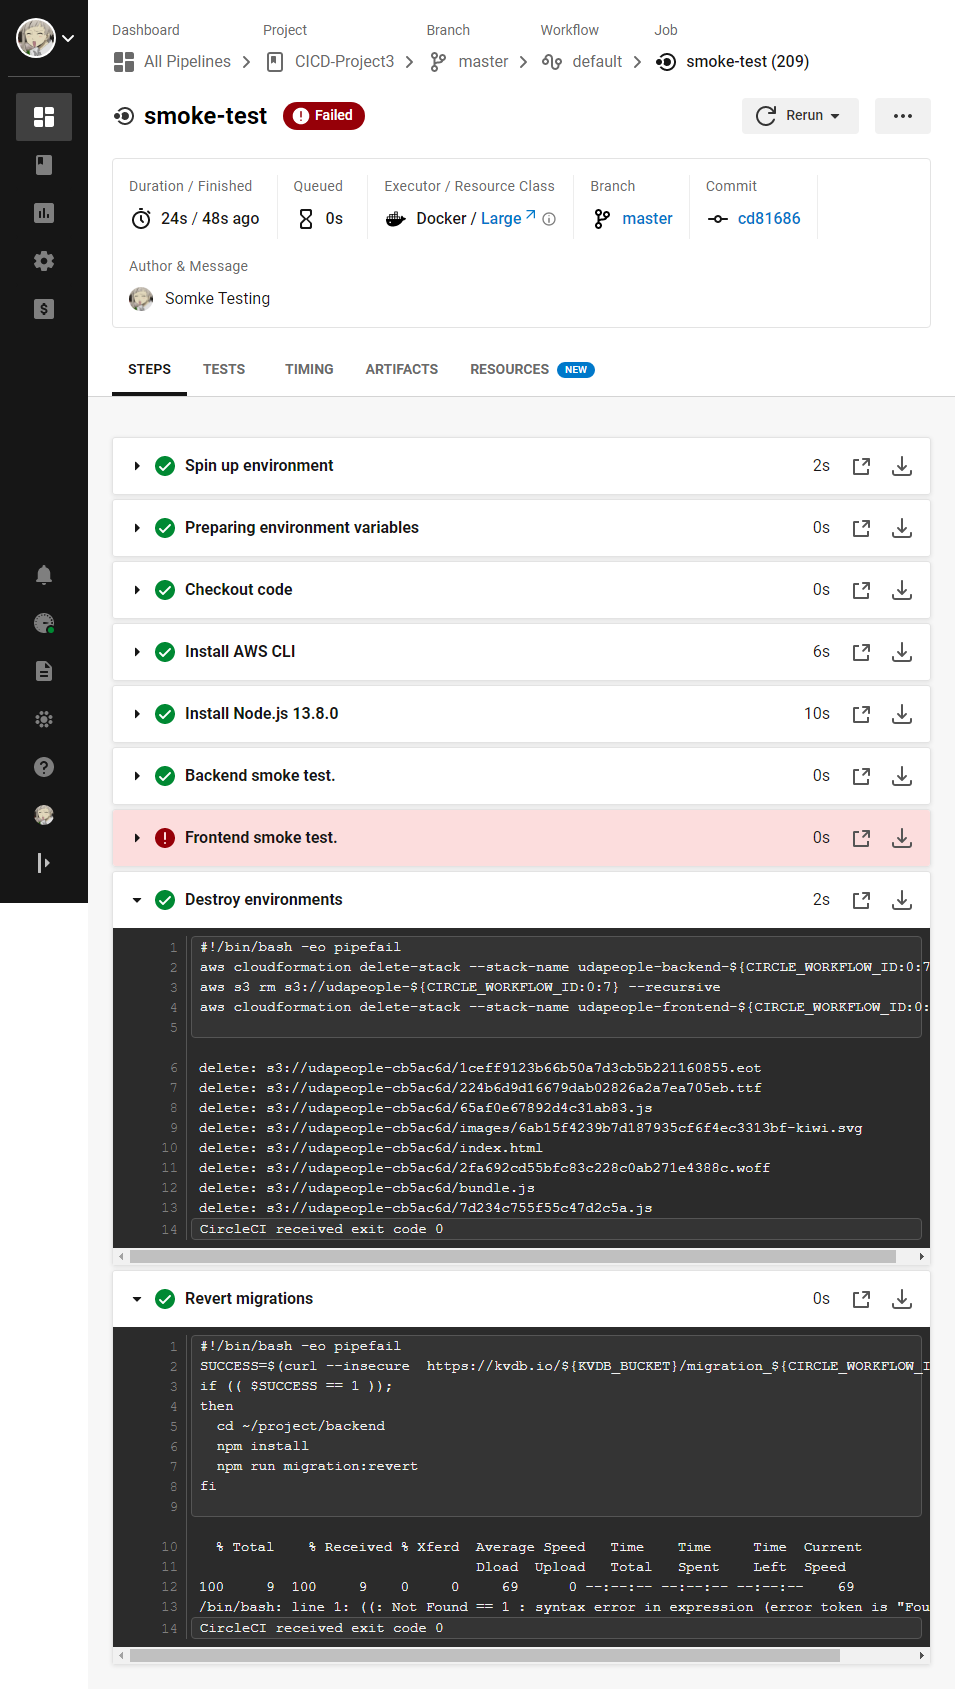 Dashboard Project Branch Workflow Job
All Pipelines CICD-Project3 master default smoke-test (209)
smoke-test Failed Rerun
Duration / Finished Queued Executor / Resource Class Branch Commit
24s / 48s ago 0s Docker / Large master cd81686
Author & Message
Somke Testing
STEPS TESTS TIMING ARTIFACTS RESOURCES NEW
Spin up environment 2s
Preparing environment variables 0s
Checkout code 0s
Install AWS CLI 6s
Install Node.js 13.8.0 10s
Backend smoke test. 0s
Frontend smoke test. 0s
Destroy environments 2s
1 #!/bin/bash -eo pipefail
2 aws cloudformation delete-stack --stack-name udapeople-backend-${CIRCLE_WORKFLOW_ID:0:7
3 aws s3 rm s3://udapeople-${CIRCLE_WORKFLOW_ID:0:7} --recursive
4 aws cloudformation delete-stack --stack-name udapeople-frontend-${CIRCLE_WORKFLOW_ID:0:
5
6 delete: s3://udapeople-cb5ac6d/1ceff9123b66b50a7d3cb5b221160855.eot
7 delete: s3://udapeople-cb5ac6d/224b6d9d16679dab02826a2a7ea705eb.ttf
8 delete: s3://udapeople-cb5ac6d/65af0e67892d4c31ab83.js
9 delete: s3://udapeople-cb5ac6d/images/6ab15f4239b7d187935cf6f4ec3313bf-kiwi.svg
10 delete: s3://udapeople-cb5ac6d/index.html
11 delete: s3://udapeople-cb5ac6d/2fa692cd55bfc83c228c0ab271e4388c.woff
12 delete: s3://udapeople-cb5ac6d/bundle.js
13 delete: s3://udapeople-cb5ac6d/7d234c755f55c47d2c5a.js
14 CircleCI received exit code 0
Revert migrations 0s
1 #!/bin/bash -eo pipefail
2 SUCCESS=$(curl --insecure  https://kvdb.io/${KVDB_BUCKET}/migration_${CIRCLE_WORKFLOW_I
3 if (( $SUCCESS == 1 ));
4 then
5   cd ~/project/backend
6   npm install
7   npm run migration:revert
8 fi
9
10   % Total    % Received % Xferd  Average Speed   Time    Time     Time  Current
11                                  Dload  Upload   Total   Spent    Left  Speed
12 100     9  100     9    0     0     69      0 --:--:-- --:--:-- --:--:--    69
13 /bin/bash: line 1: ((: Not Found == 1 : syntax error in expression (error token is "Fou
14 CircleCI received exit code 0